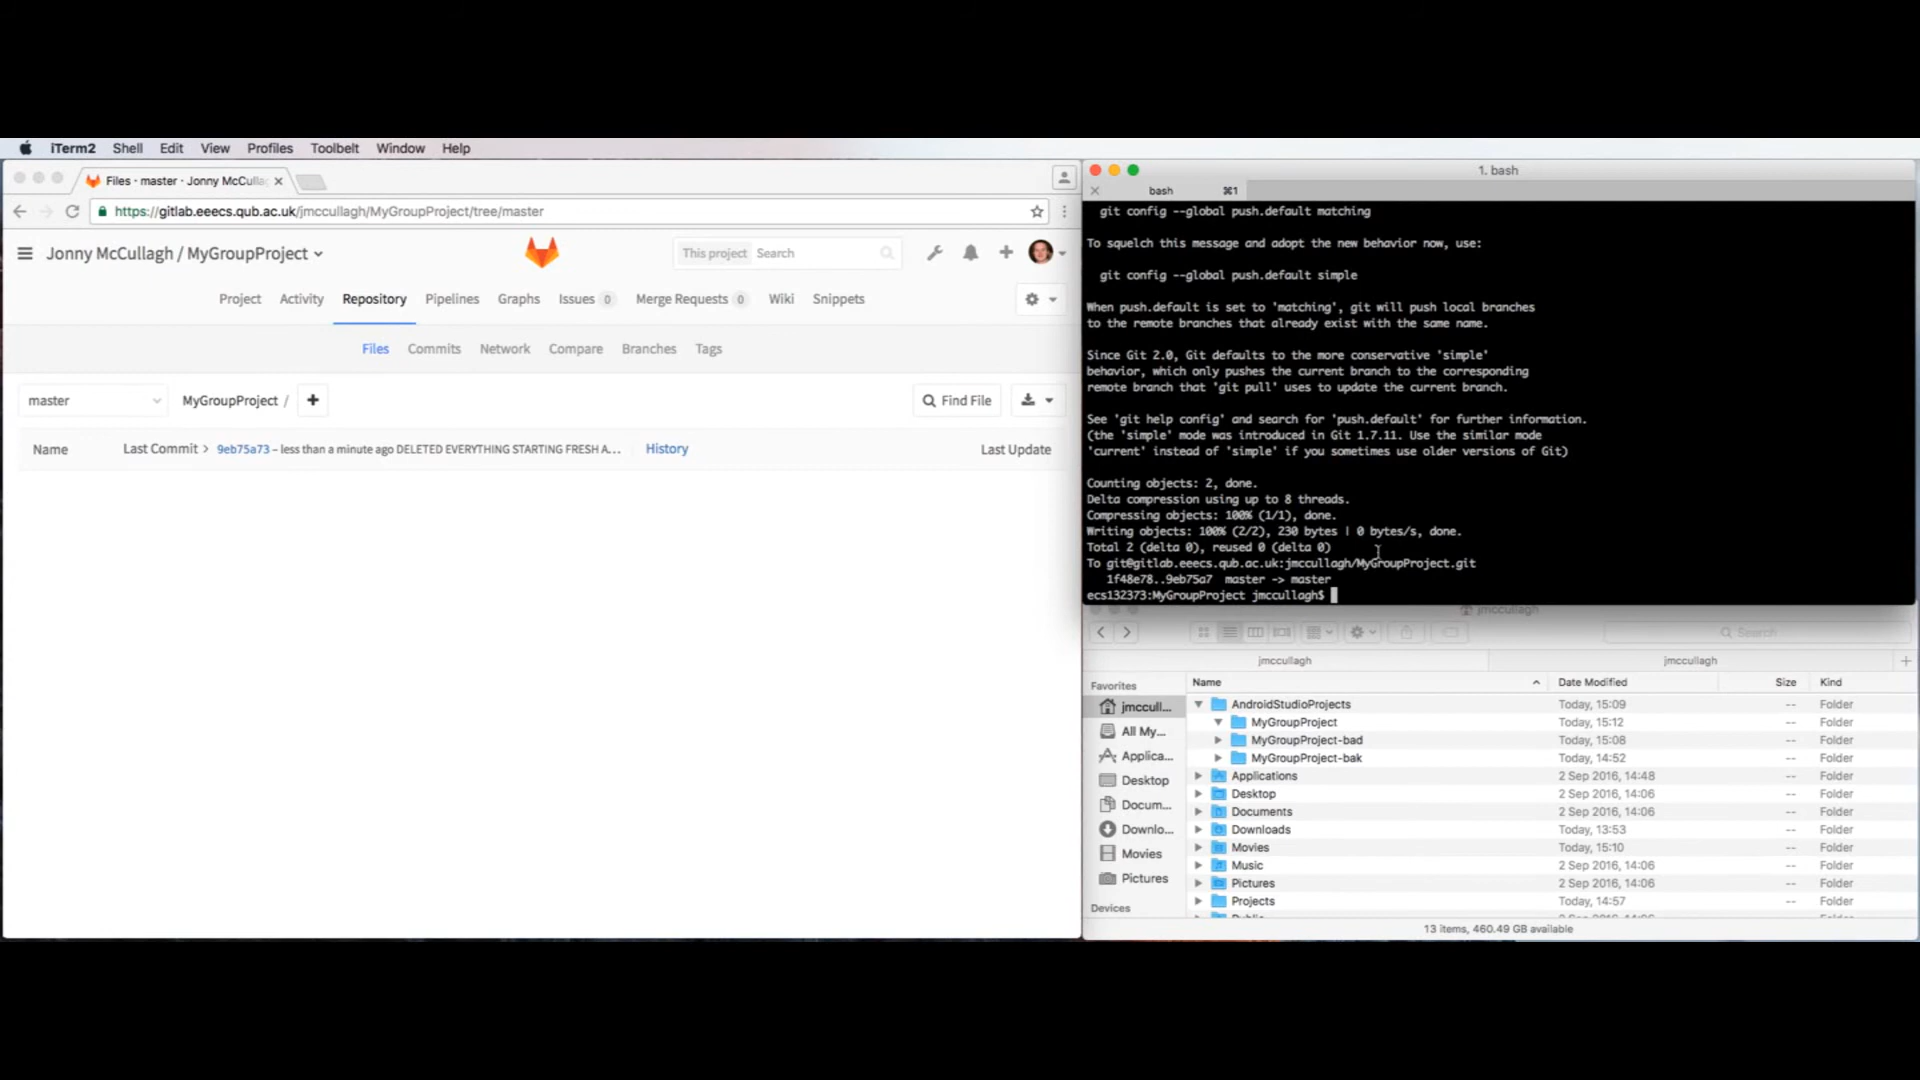 iTerm2 Shell Edit View Profiles Toolbelt Window Help
Files · master · Jonny McCulla
https://gitlab.eeecs.qub.ac.uk/jmccullagh/MyGroupProject/tree/master
Jonny McCullagh / MyGroupProject
This project Search
Project Activity Repository Pipelines Graphs Issues 0 Merge Requests 0 Wiki Snippets
Files Commits Network Compare Branches Tags
master MyGroupProject / + Find File
Name Last Commit > 9eb75a73 – less than a minute ago DELETED EVERYTHING STARTING FRESH A... History Last Update
1. bash
bash ⌘1
git config --global push.default matching
To squelch this message and adopt the new behavior now, use:
git config --global push.default simple
When push.default is set to 'matching', git will push local branches
to the remote branches that already exist with the same name.
Since Git 2.0, Git defaults to the more conservative 'simple'
behavior, which only pushes the current branch to the corresponding
remote branch that 'git pull' uses to update the current branch.
See 'git help config' and search for 'push.default' for further information.
(the 'simple' mode was introduced in Git 1.7.11. Use the similar mode
'current' instead of 'simple' if you sometimes use older versions of Git)
Counting objects: 2, done.
Delta compression using up to 8 threads.
Compressing objects: 100% (1/1), done.
Writing objects: 100% (2/2), 230 bytes | 0 bytes/s, done.
Total 2 (delta 0), reused 0 (delta 0)
To git@gitlab.eeecs.qub.ac.uk:jmccullagh/MyGroupProject.git
1f48e78..9eb75a7 master -> master
ecs132373:MyGroupProject jmccullagh$
jmccullagh
Search
jmccullagh jmccullagh +
Favorites
jmccull...
All My...
Applica...
Desktop
Docum...
Downlo...
Movies
Pictures
Devices
Name Date Modified Size Kind
AndroidStudioProjects Today, 15:09 -- Folder
MyGroupProject Today, 15:12 -- Folder
MyGroupProject-bad Today, 15:08 -- Folder
MyGroupProject-bak Today, 14:52 -- Folder
Applications 2 Sep 2016, 14:48 -- Folder
Desktop 2 Sep 2016, 14:06 -- Folder
Documents 2 Sep 2016, 14:06 -- Folder
Downloads Today, 13:53 -- Folder
Movies Today, 15:10 -- Folder
Music 2 Sep 2016, 14:06 -- Folder
Pictures 2 Sep 2016, 14:06 -- Folder
Projects Today, 14:57 -- Folder
13 items, 460.49 GB available